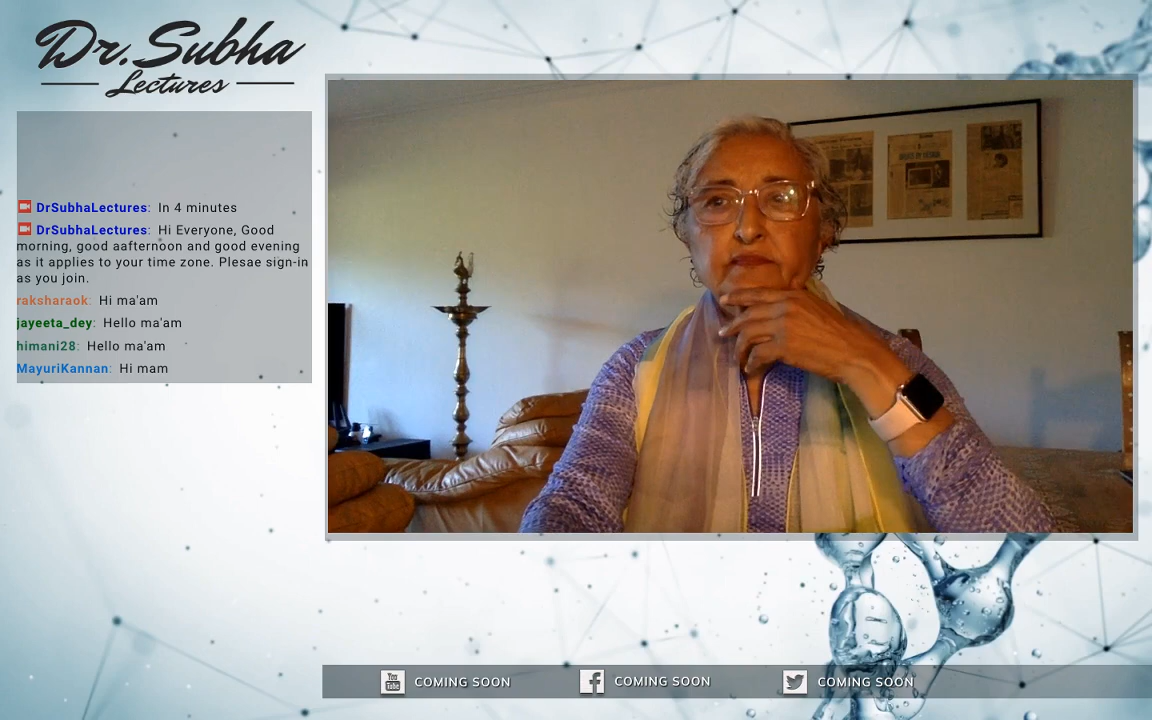 Dr. Subha
Lectures
DrSubhaLectures: In 4 minutes
DrSubhaLectures: Hi Everyone, Good
morning, good aafternoon and good evening
as it applies to your time zone. Plesae sign-in
as you join.
raksharaok: Hi ma'am
jayeeta_dey: Hello ma'am
himani28: Hello ma'am
MayuriKannan: Hi mam
You
Tube
COMING SOON
COMING SOON
COMING SOON